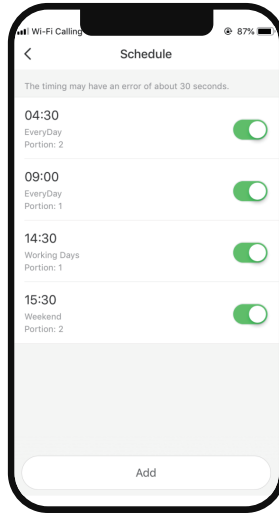 Wi-Fi Calling 87%
Schedule
The timing may have an error of about 30 seconds.
04:30
EveryDay
Portion: 2
09:00
EveryDay
Portion: 1
14:30
Working Days
Portion: 1
15:30
Weekend
Portion: 2
Add